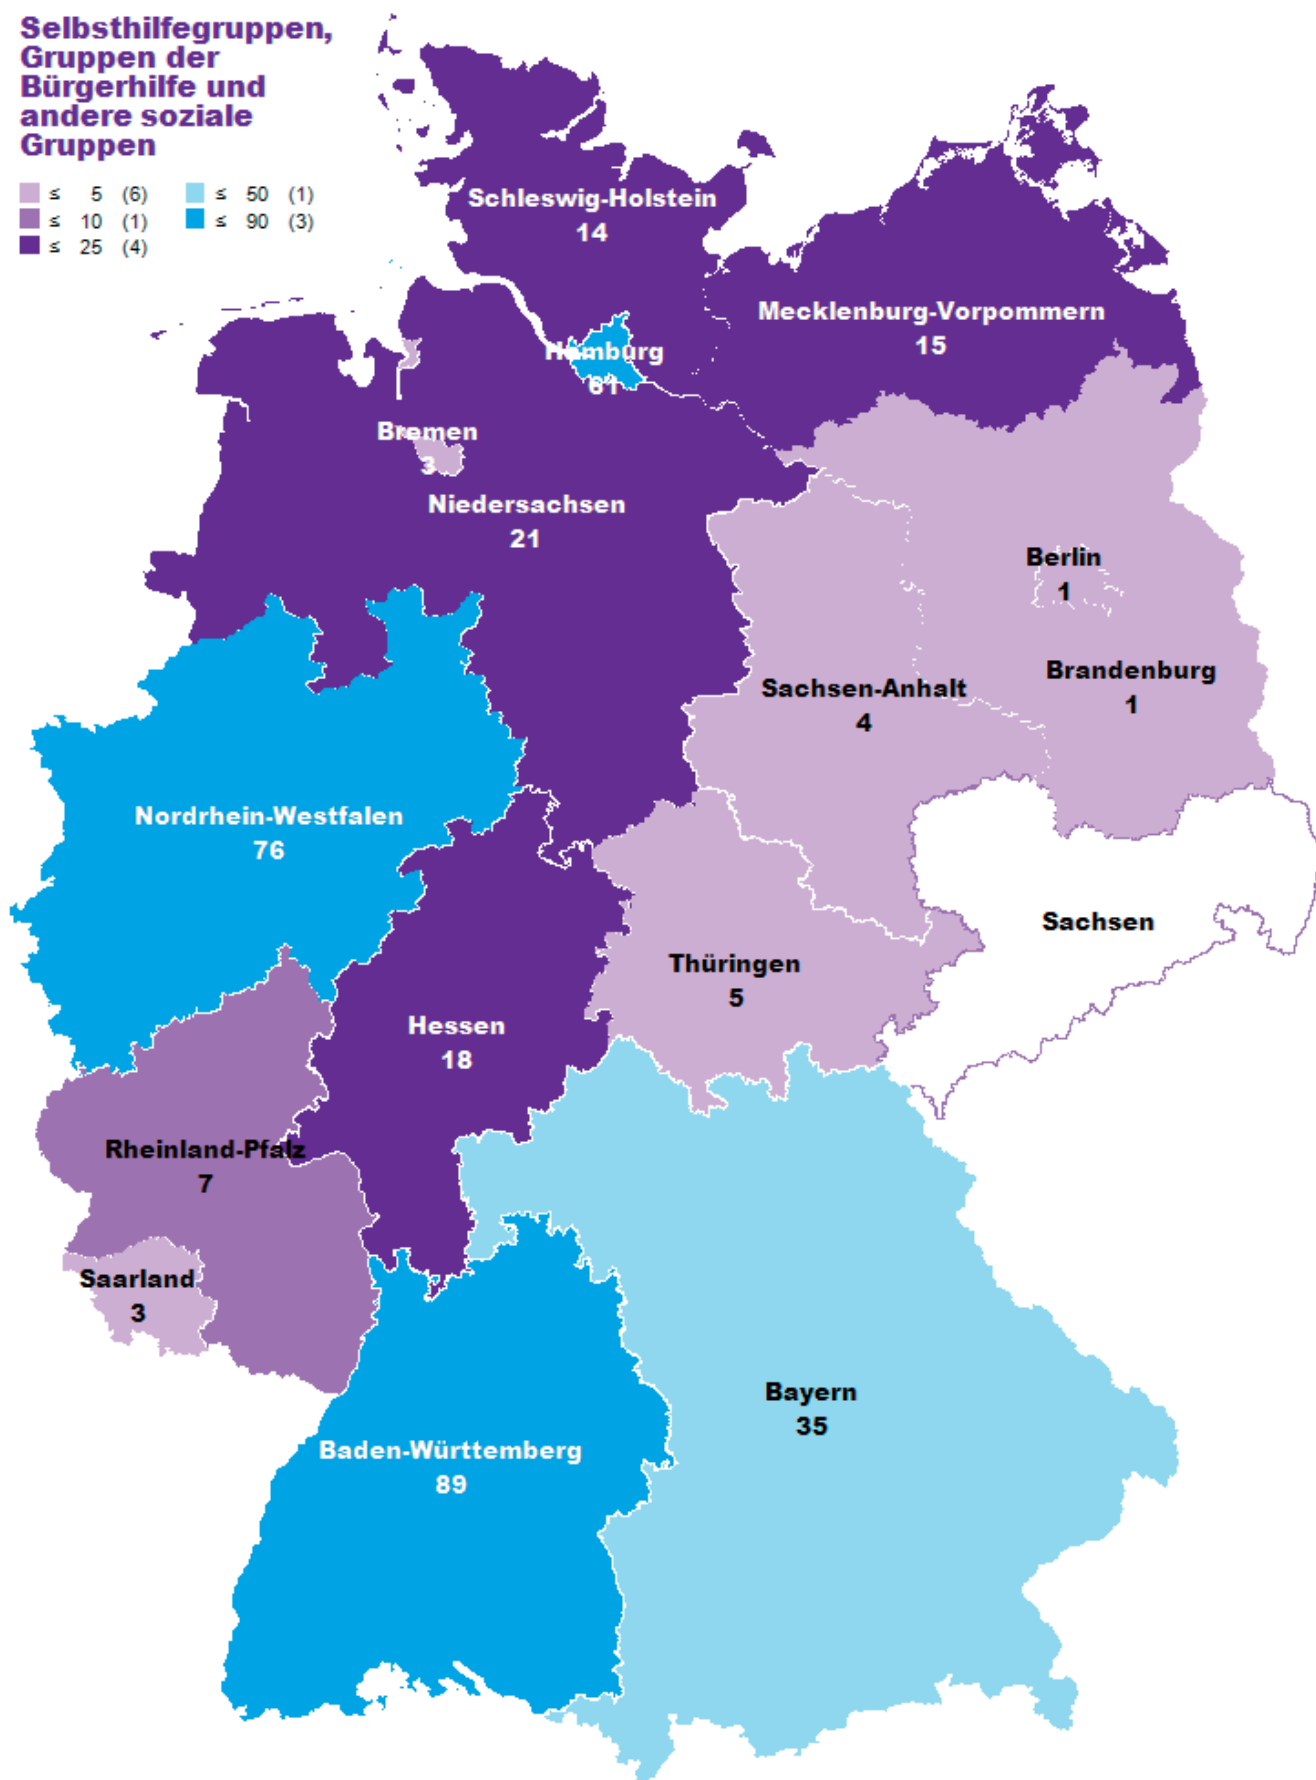 Selbsthilfegruppen,
Gruppen der
Bürgerhilfe und
andere soziale
Gruppen
≤ 5 (6) ≤ 50 (1)
≤ 10 (1) ≤ 90 (3)
≤ 25 (4)
Schleswig-Holstein
14
Mecklenburg-Vorpommern
15
Hamburg
61
Bremen
3
Niedersachsen
21
Berlin
1
Brandenburg
1
Sachsen-Anhalt
4
Nordrhein-Westfalen
76
Sachsen
Thüringen
5
Hessen
18
Rheinland-Pfalz
7
Saarland
3
Bayern
35
Baden-Württemberg
89